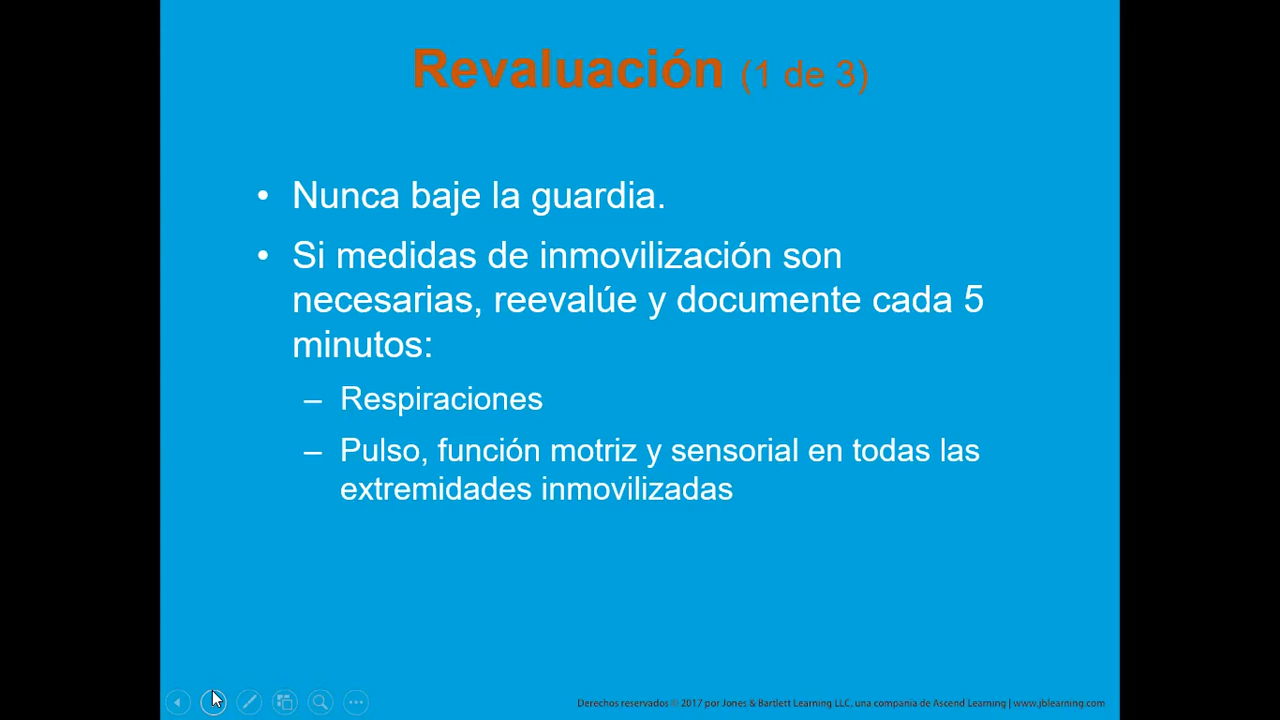 Revaluación (1 de 3)
• Nunca baje la guardia.
• Si medidas de inmovilización son
necesarias, reevalúe y documente cada 5
minutos:
– Respiraciones
– Pulso, función motriz y sensorial en todas las
extremidades inmovilizadas
Derechos reservados © 2017 por Jones & Bartlett Learning LLC, una compañía de Ascend Learning | www.jblearning.com